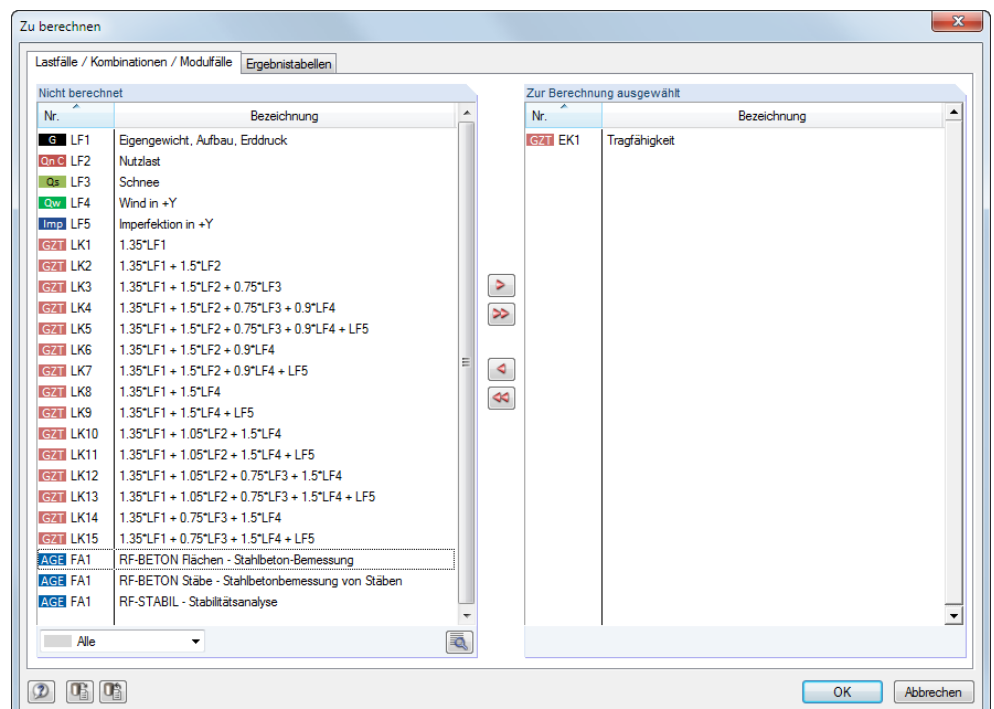 Zu berechnen
Lastfälle / Kombinationen / Modulfälle Ergebnistabellen
Nicht berechnet
Nr. Bezeichnung
G LF1 Eigengewicht, Aufbau, Erddruck
Qn C LF2 Nutzlast
Qs LF3 Schnee
Qw LF4 Wind in +Y
Imp LF5 Imperfektion in +Y
GZT LK1 1.35*LF1
GZT LK2 1.35*LF1 + 1.5*LF2
GZT LK3 1.35*LF1 + 1.5*LF2 + 0.75*LF3
GZT LK4 1.35*LF1 + 1.5*LF2 + 0.75*LF3 + 0.9*LF4
GZT LK5 1.35*LF1 + 1.5*LF2 + 0.75*LF3 + 0.9*LF4 + LF5
GZT LK6 1.35*LF1 + 1.5*LF2 + 0.9*LF4
GZT LK7 1.35*LF1 + 1.5*LF2 + 0.9*LF4 + LF5
GZT LK8 1.35*LF1 + 1.5*LF4
GZT LK9 1.35*LF1 + 1.5*LF4 + LF5
GZT LK10 1.35*LF1 + 1.05*LF2 + 1.5*LF4
GZT LK11 1.35*LF1 + 1.05*LF2 + 1.5*LF4 + LF5
GZT LK12 1.35*LF1 + 1.05*LF2 + 0.75*LF3 + 1.5*LF4
GZT LK13 1.35*LF1 + 1.05*LF2 + 0.75*LF3 + 1.5*LF4 + LF5
GZT LK14 1.35*LF1 + 0.75*LF3 + 1.5*LF4
GZT LK15 1.35*LF1 + 0.75*LF3 + 1.5*LF4 + LF5
AGE FA1 RF-BETON Flächen - Stahlbeton-Bemessung
AGE FA1 RF-BETON Stäbe - Stahlbetonbemessung von Stäben
AGE FA1 RF-STABIL - Stabilitätsanalyse
Alle
Zur Berechnung ausgewählt
Nr. Bezeichnung
GZT EK1 Tragfähigkeit
OK Abbrechen